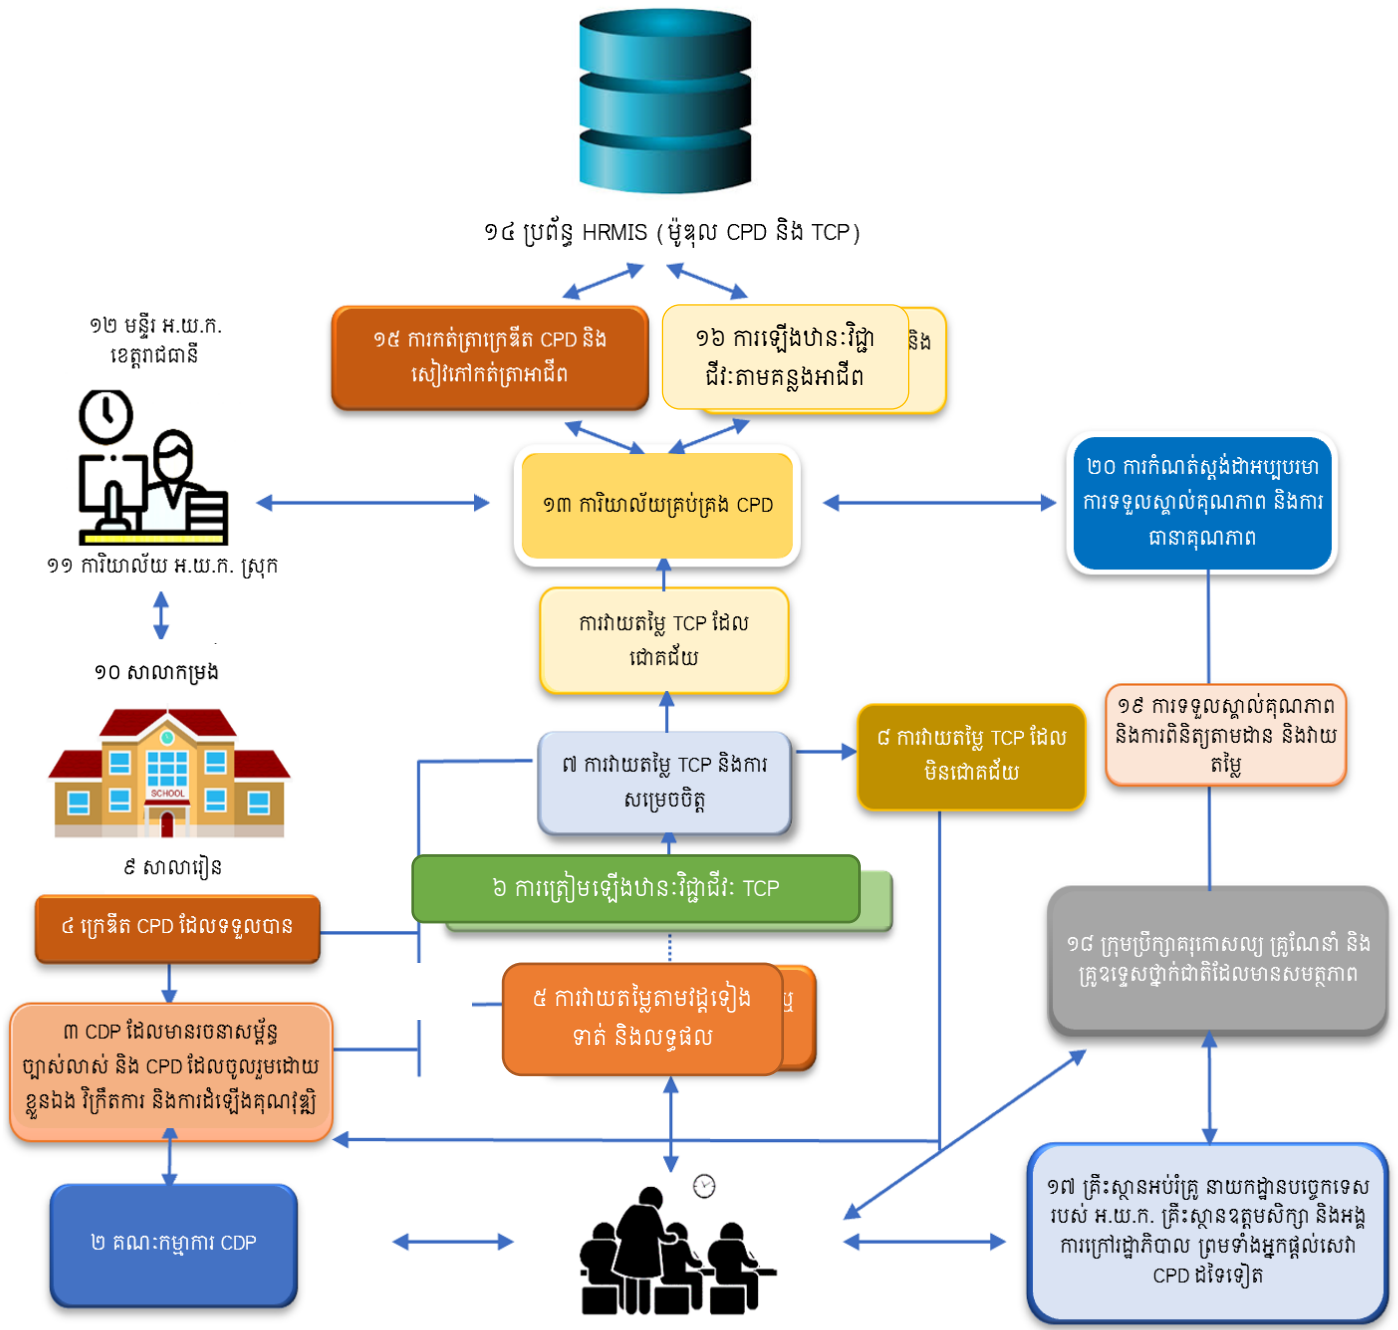 ១៤ ប្រព័ន្ធ HRMIS (ម៉ូឌុល CPD និង TCP)
១២ មន្ទីរ អ.យ.ក.
ខេត្តរាជធានី
១៥ ការកត់ត្រាក្រេឌីត CPD និង
សៀវភៅកត់ត្រាអាជីព
១៦ ការឡើងឋានៈវិជ្ជា
ជីវៈតាមគន្លងអាជីព
និង
១៣ ការិយាល័យគ្រប់គ្រង CPD
២០ ការកំណត់ស្តង់ដាអប្បបរមា
ការទទួលស្គាល់គុណភាព និងការ
ធានាគុណភាព
១១ ការិយាល័យ អ.យ.ក. ស្រុក
ការវាយតម្លៃ TCP ដែល
ជោគជ័យ
១០ សាលាកម្រង
SCHOOL
៩ សាលារៀន
៧ ការវាយតម្លៃ TCP និងការ
សម្រេចចិត្ត
៨ ការវាយតម្លៃ TCP ដែល
មិនជោគជ័យ
១៩ ការទទួលស្គាល់គុណភាព
និងការពិនិត្យតាមដាន និងវាយ
តម្លៃ
៦ ការត្រៀមឡើងឋានៈវិជ្ជាជីវៈ TCP
៤ ក្រេឌីត CPD ដែលទទួលបាន
១៨ ក្រុមប្រឹក្សាគរុកោសល្យ គ្រូណែនាំ និង
គ្រូឧទ្ទេសថ្នាក់ជាតិដែលមានសមត្ថភាព
៥ ការវាយតម្លៃតាមវដ្តទៀង
ទាត់ និងលទ្ធផល
ឬ
៣ CDP ដែលមានរចនាសម្ព័ន្ធ
ច្បាស់លាស់ និង CPD ដែលចូលរួមដោយ
ខ្លួនឯង វិក្រឹតការ និងការដំឡើងគុណវុឌ្ឍិ
២ គណៈកម្មាការ CDP
១៧ គ្រឹះស្ថានអប់រំគ្រូ នាយកដ្ឋានបច្ចេកទេស
របស់ អ.យ.ក. គ្រឹះស្ថានឧត្តមសិក្សា និងអង្គ
ការក្រៅរដ្ឋាភិបាល ព្រមទាំងអ្នកផ្តល់សេវា
CPD ដទៃទៀត